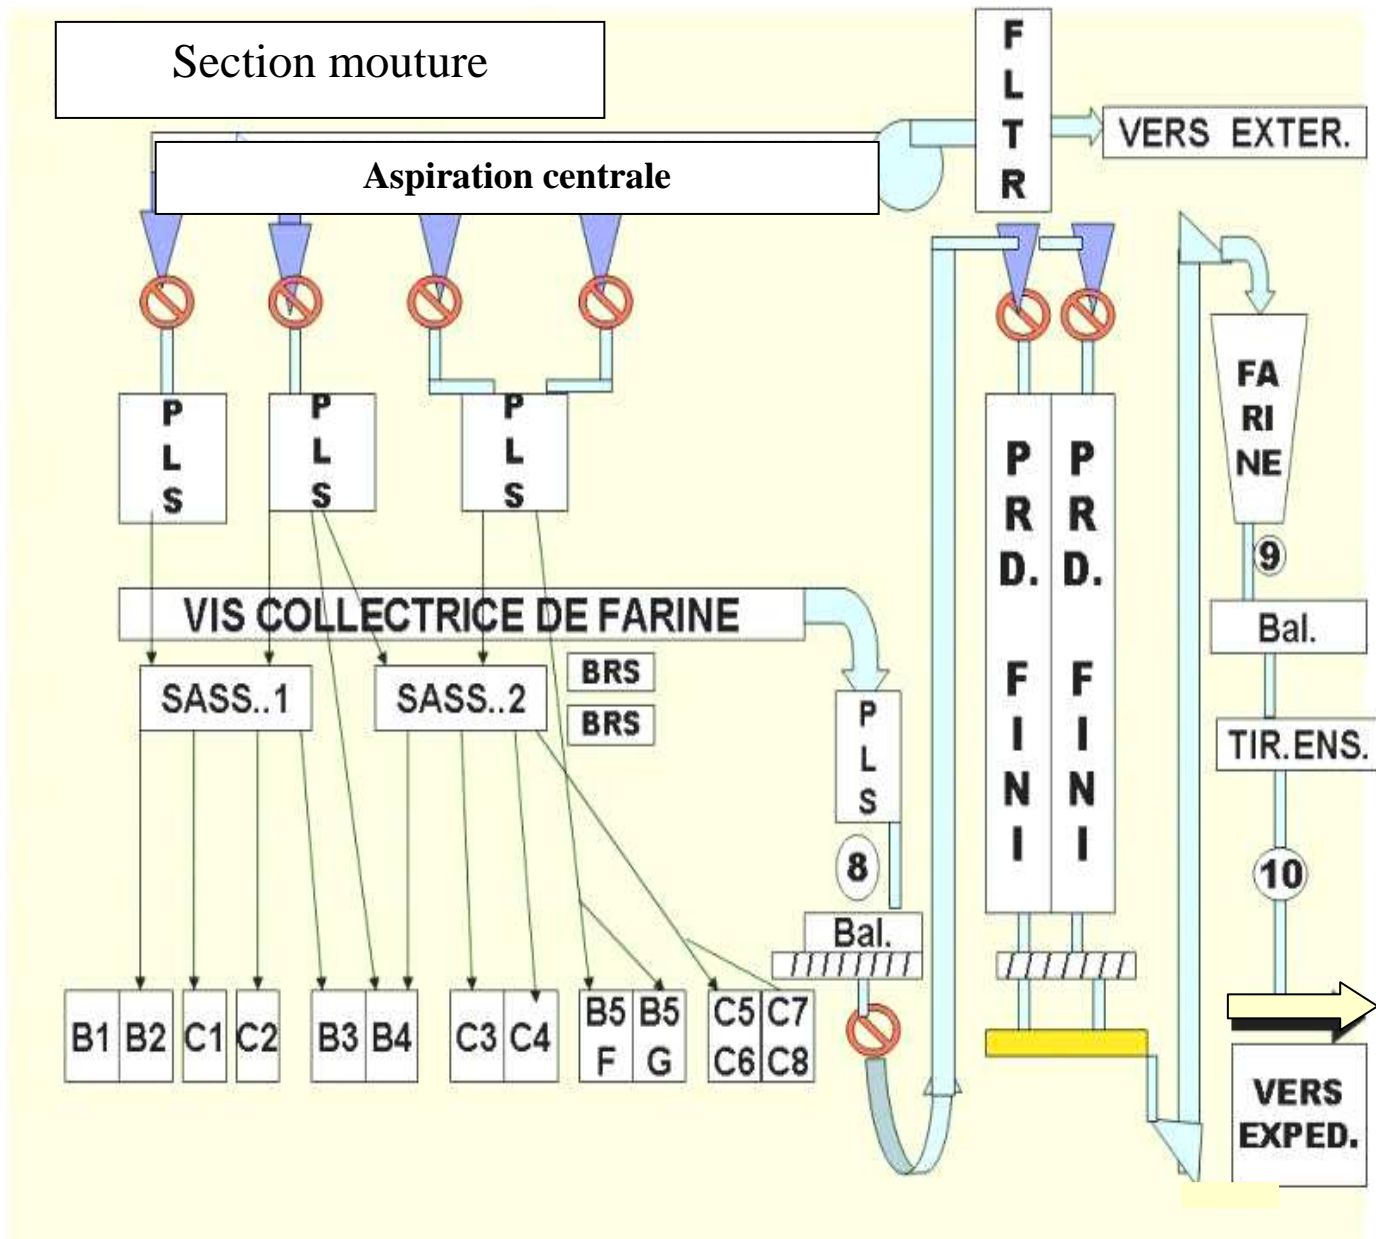 Section mouture
F
L
T
R
VERS EXTER.
Aspiration centrale
P
L
S
P
L
S
P
L
S
FA
RI
NE
P
R
D.
F
I
N
I
P
R
D.
F
I
N
I
9
Bal.
VIS COLLECTRICE DE FARINE
BRS
SASS..1
SASS..2
BRS
P
L
S
TIR.ENS.
8
10
Bal.
B1 B2 C1 C2 B3 B4 C3 C4
B5 F
B5 G
C5 C6
C7 C8
VERS
EXPED.